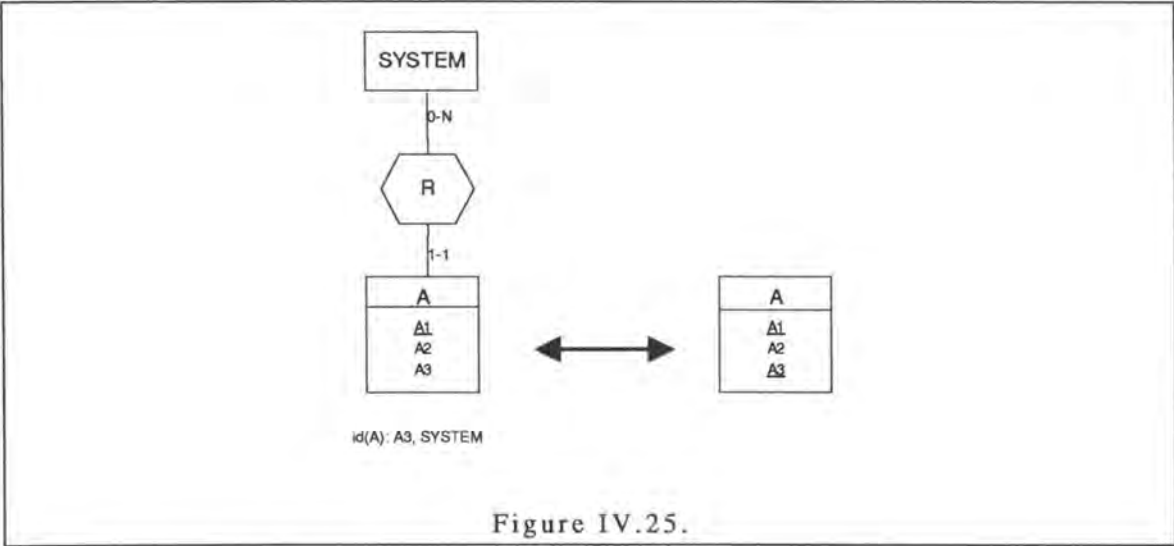 SYSTEM
0-N
R
1-1
A
A1
A2
A3
id(A): A3, SYSTEM
A
A1
A2
A3
Figure IV.25.